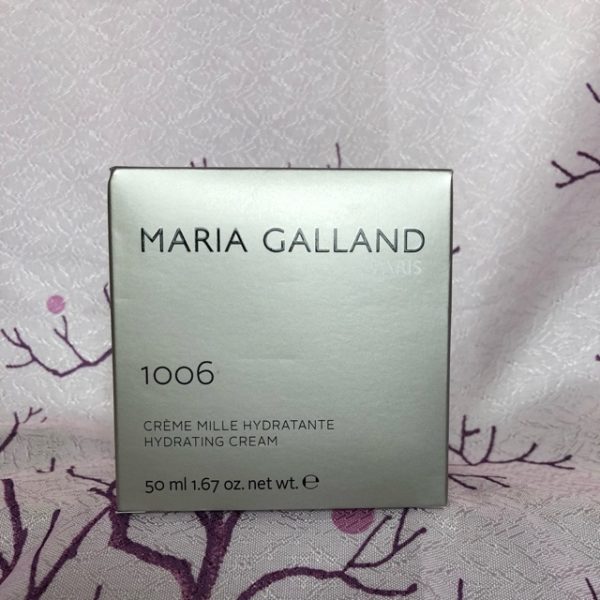 MARIA GALLAND
PARIS
1006
CRÈME MILLE HYDRATANTE
HYDRATING CREAM
50 ml 1.67 oz. net wt. ℮